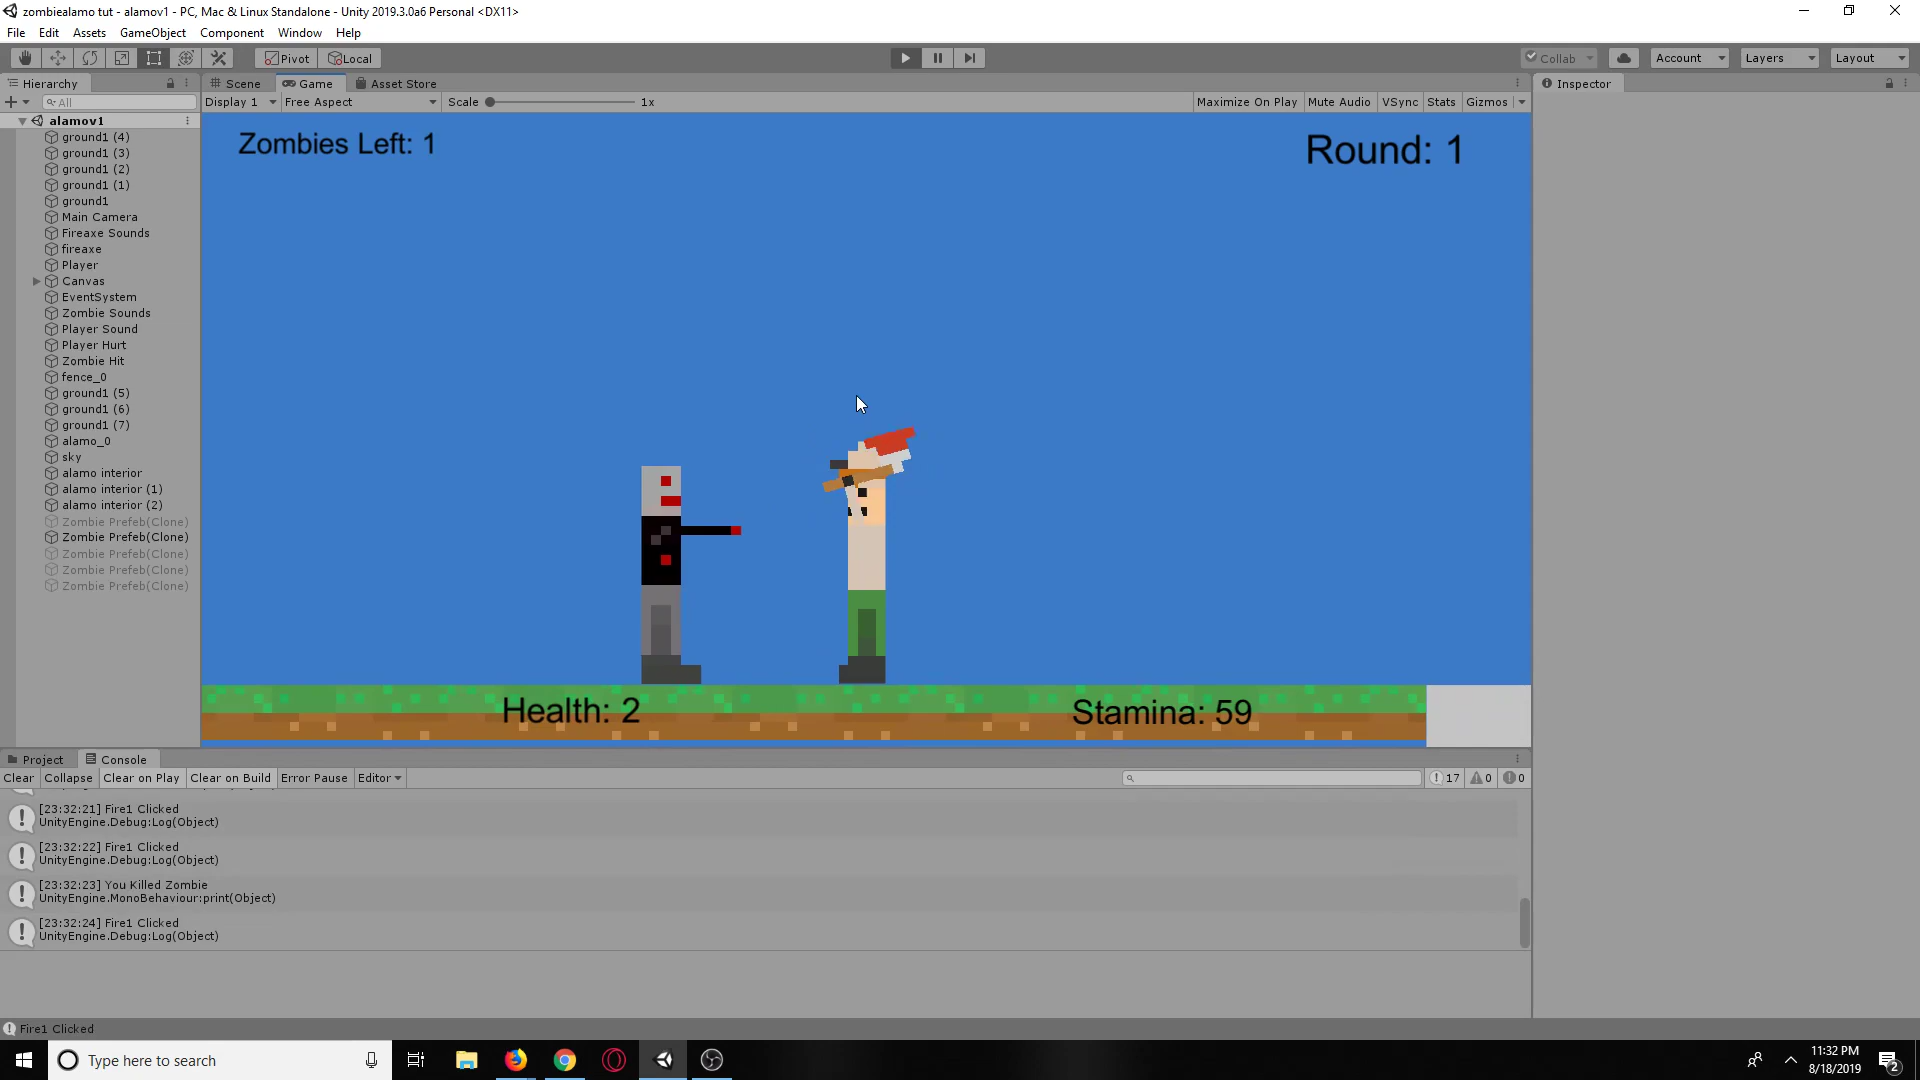 zombiealamo tut - alamov1 - PC, Mac & Linux Standalone - Unity 2019.3.0a6 Personal <DX11>
File Edit Assets GameObject Component Window Help
Pivot Local Collab Account Layers Layout
Hierarchy Scene Game Asset Store Inspector
All Display 1 Free Aspect Scale 1x Maximize On Play Mute Audio VSync Stats Gizmos
alamov1
ground1 (4)
ground1 (3)
ground1 (2)
ground1 (1)
ground1
Main Camera
Fireaxe Sounds
fireaxe
Player
Canvas
EventSystem
Zombie Sounds
Player Sound
Player Hurt
Zombie Hit
fence_0
ground1 (5)
ground1 (6)
ground1 (7)
alamo_0
sky
alamo interior
alamo interior (1)
alamo interior (2)
Zombie Prefeb(Clone)
Zombie Prefeb(Clone)
Zombie Prefeb(Clone)
Zombie Prefeb(Clone)
Zombie Prefeb(Clone)
Zombies Left: 1
Round: 1
Health: 2
Stamina: 59
Project Console
Clear Collapse Clear on Play Clear on Build Error Pause Editor 17 0 0
[23:32:21] Fire1 Clicked
UnityEngine.Debug:Log(Object)
[23:32:22] Fire1 Clicked
UnityEngine.Debug:Log(Object)
[23:32:23] You Killed Zombie
UnityEngine.MonoBehaviour:print(Object)
[23:32:24] Fire1 Clicked
UnityEngine.Debug:Log(Object)
Fire1 Clicked
Type here to search
11:32 PM
8/18/2019
2